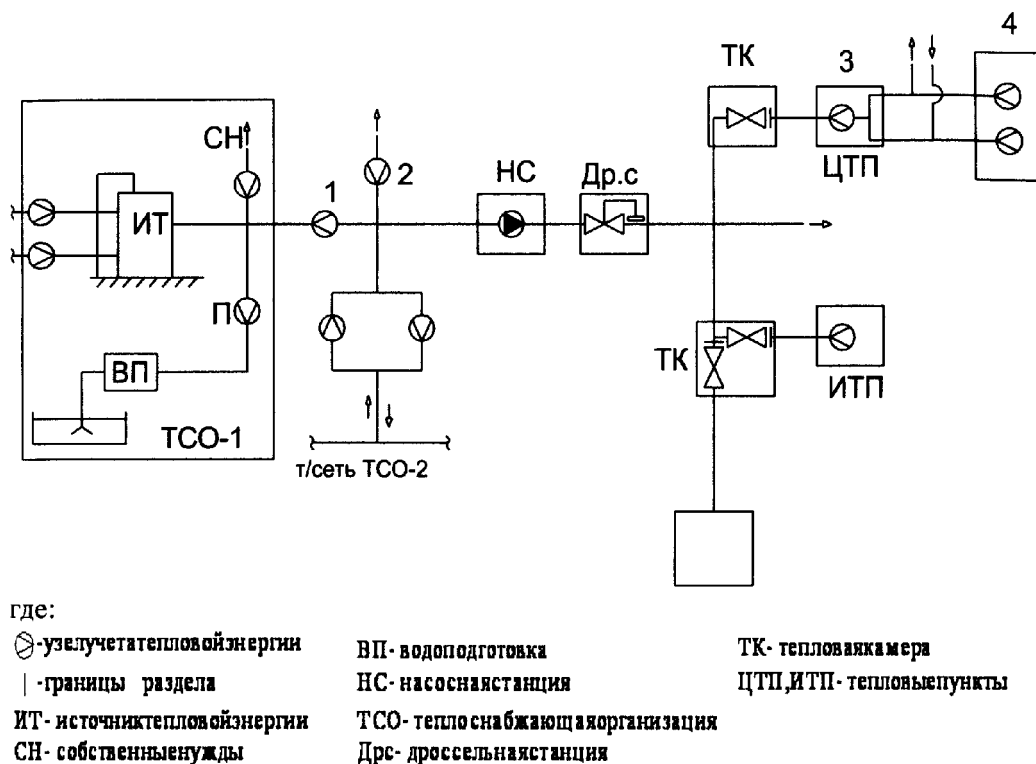 4
ТК
3
СН
2
НС
Др.с
1
ЦТП
ИТ
П
ТК
ВП
ИТП
ТСО-1
т/сеть ТСО-2
где:
-узелучетатепловойэнергии
ВП- водоподготовка
ТК- тепловаякамера
| -границы раздела
НС- насоснаястанция
ЦТП,ИТП- тепловыепункты
ИТ- источниктепловойэнергии
ТСО- теплоснабжающаяорганизация
СН- собственныенужды
Дрс- дроссельнаястанция